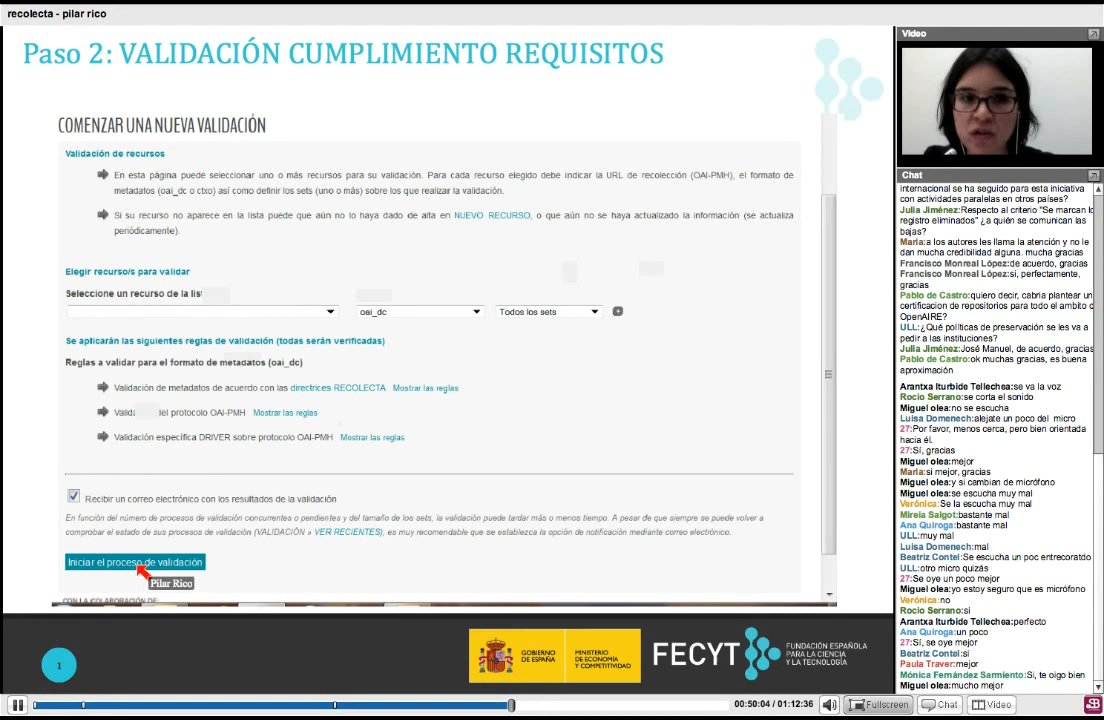 recolecta - pilar rico
Paso 2: VALIDACIÓN CUMPLIMIENTO REQUISITOS
COMENZAR UNA NUEVA VALIDACIÓN
Validación de recursos
En esta página puede seleccionar uno o más recursos para su validación. Para cada recurso elegido debe indicar la URL de recolección (OAI-PMH), el formato de
metadatos (oai_dc o ctxo) así como definir los sets (uno o más) sobre los que realizar la validación.
Si su recurso no aparece en la lista puede que aún no lo haya dado de alta en NUEVO RECURSO, o que aún no se haya actualizado la información (se actualiza
periódicamente).
Elegir recurso/s para validar
Seleccione un recurso de la list
oai_dc
Todos los sets
Se aplicarán las siguientes reglas de validación (todas serán verificadas)
Reglas a validar para el formato de metadatos (oai_dc)
Validación de metadatos de acuerdo con las directrices RECOLECTA Mostrar las reglas
del protocolo OAI-PMH Mostrar las reglas
Validación específica DRIVER sobre protocolo OAI-PMH Mostrar las reglas
Recibir un correo electrónico con los resultados de la validación
En función del número de procesos de validación concurrentes o pendientes y del tamaño de los sets, la validación puede tardar más o menos tiempo. A pesar de que siempre se puede volver a
comprobar el estado de sus procesos de validación (VALIDACIÓN » VER RECIENTES), es muy recomendable que se establezca la opción de notificación mediante correo electrónico.
Iniciar el proceso de validación
Pilar Rico
CON LA COLABORACIÓN DE:
1
GOBIERNO
DE ESPAÑA
MINISTERIO
DE ECONOMÍA
Y COMPETITIVIDAD
FECYT
FUNDACIÓN ESPAÑOLA
PARA LA CIENCIA
Y LA TECNOLOGÍA
Video
Chat
internacional se ha seguido para esta iniciativa
con actividades paralelas en otros países?
Julia Jiménez:Respecto al criterio "Se marcan lo
registro eliminados" ¿a quién se comunican las
bajas?
Marla:a los autores les llama la atención y no le
dan mucha credibilidad alguna. mucha gracias
Francisco Monreal López:de acuerdo, gracias
Francisco Monreal López:si, perfectamente,
gracias
Pablo de Castro:quiero decir, cabría plantear un
certificacion de repositorios para todo el ambito d
OpenAIRE?
ULL:¿Qué políticas de preservación se les va a
pedir a las instituciones?
Julia Jiménez:José Manuel, de acuerdo, gracias
Pablo de Castro:ok muchas gracias, es buena
aproximación
Arantxa Iturbide Tellechea:se va la voz
Rocio Serrano:se corta el sonido
Miguel olea:no se escucha
Luisa Domenech:alejate un poco del  micro
27:Por favor, menos cerca, pero bien orientada
hacia él.
27:Sí, gracias
Miguel olea:mejor
Marla:si mejor, gracias
Miguel olea:y si cambian de micrófono
Miguel olea:se escucha muy mal
Verónica:Se la escucha muy mal
Mireia Salgot:bastante mal
Ana Quiroga:bastante mal
ULL:muy mal
Luisa Domenech:mal
Beatriz Contel:Se escucha un poc entrecoratdo
ULL:otro micro quizás
27:Se oye un poco mejor
Miguel olea:yo estoy seguro que es micrófono
Verónica:no
Rocio Serrano:si
Arantxa Iturbide Tellechea:perfecto
Ana Quiroga:un poco
27:Sí, se oye mejor
Beatriz Contel:sí
Paula Traver:mejor
Mónica Fernández Sarmiento:Si, te oigo bien
Miguel olea:mucho mejor
00:50:04 / 01:12:36
Fullscreen
Chat
Video